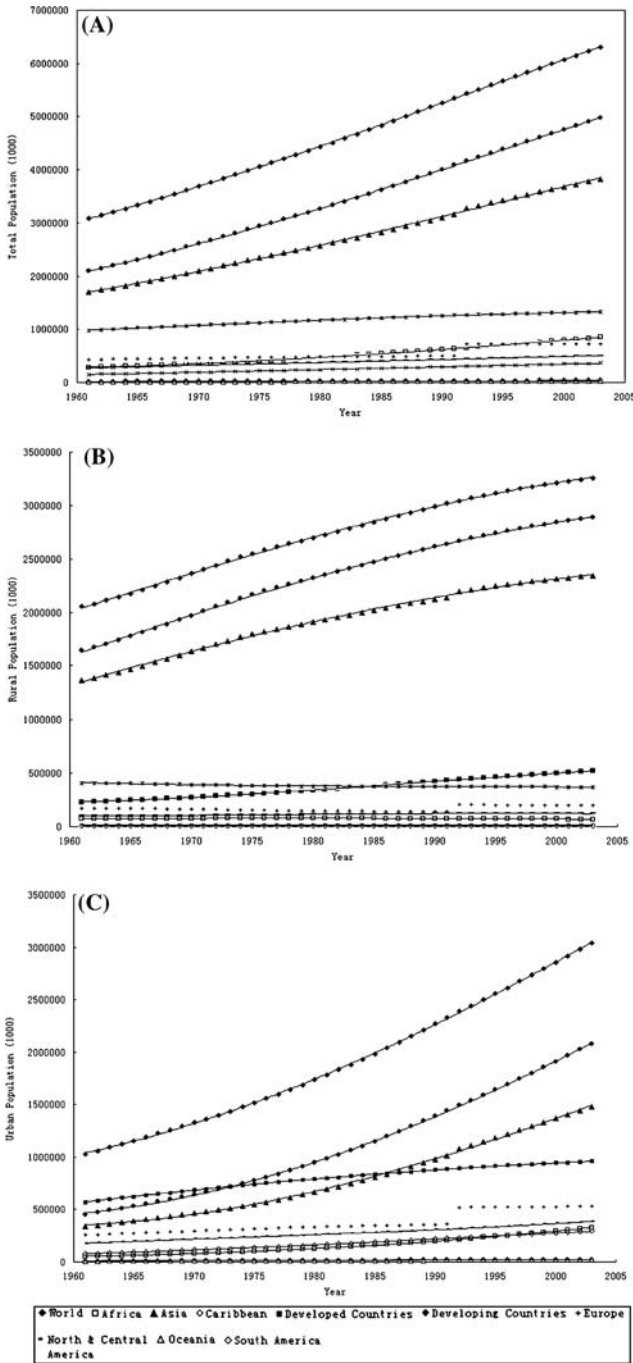 (A)
7000000
6000000
5000000
4000000
3000000
2000000
1000000
0
Total Population (1000)
1960 1965 1970 1975 1980 1985 1990 1995 2000 2005
Year
(B)
3500000
3000000
2500000
2000000
1500000
1000000
500000
0
Rural Population (1000)
1960 1965 1970 1975 1980 1985 1990 1995 2000 2005
Year
(C)
3500000
3000000
2500000
2000000
1500000
1000000
500000
0
Urban Population (1000)
1960 1965 1970 1975 1980 1985 1990 1995 2000 2005
Year
World Africa Asia Caribbean Developed Countries Developing Countries Europe
North & Central America Oceania South America